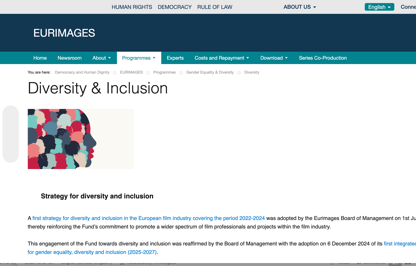 HUMAN RIGHTS DEMOCRACY RULE OF LAW ABOUT US English Conne
EURIMAGES
Home Newsroom About Programmes Experts Costs and Repayment Download Series Co-Production
You are here: Democracy and Human Dignity EURIMAGES Programmes Gender Equality & Diversity Diversity
Diversity & Inclusion
Strategy for diversity and inclusion
A first strategy for diversity and inclusion in the European film industry covering the period 2022-2024 was adopted by the Eurimages Board of Management on 1st Ju
thereby reinforcing the Fund's commitment to promote a wider spectrum of film professionals and projects within the film industry.
This engagement of the Fund towards diversity and inclusion was reaffirmed by the Board of Management with the adoption on 6 December 2024 of its first integrated
for gender equality, diversity and inclusion (2025-2027).